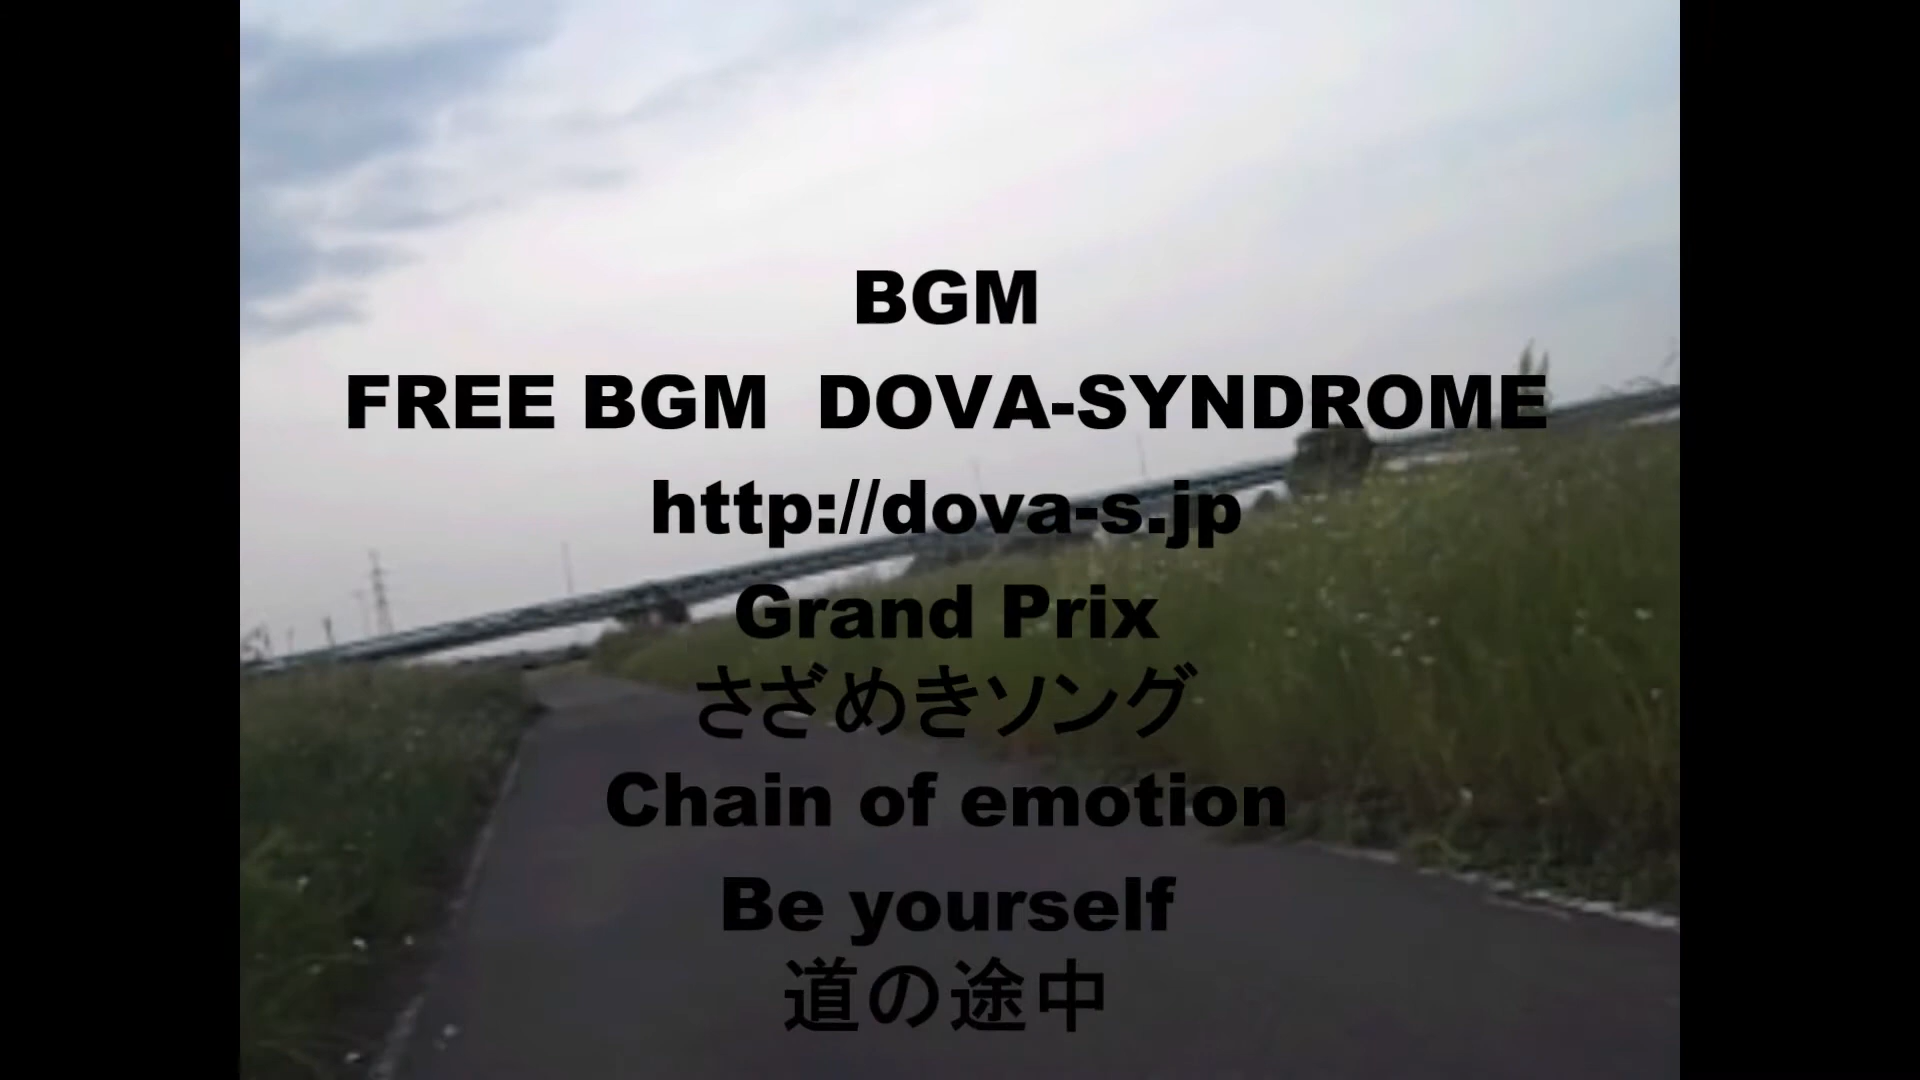 BGM
FREE BGM  DOVA-SYNDROME
http://dova-s.jp
Grand Prix
さざめきソング
Chain of emotion
Be yourself
道の途中